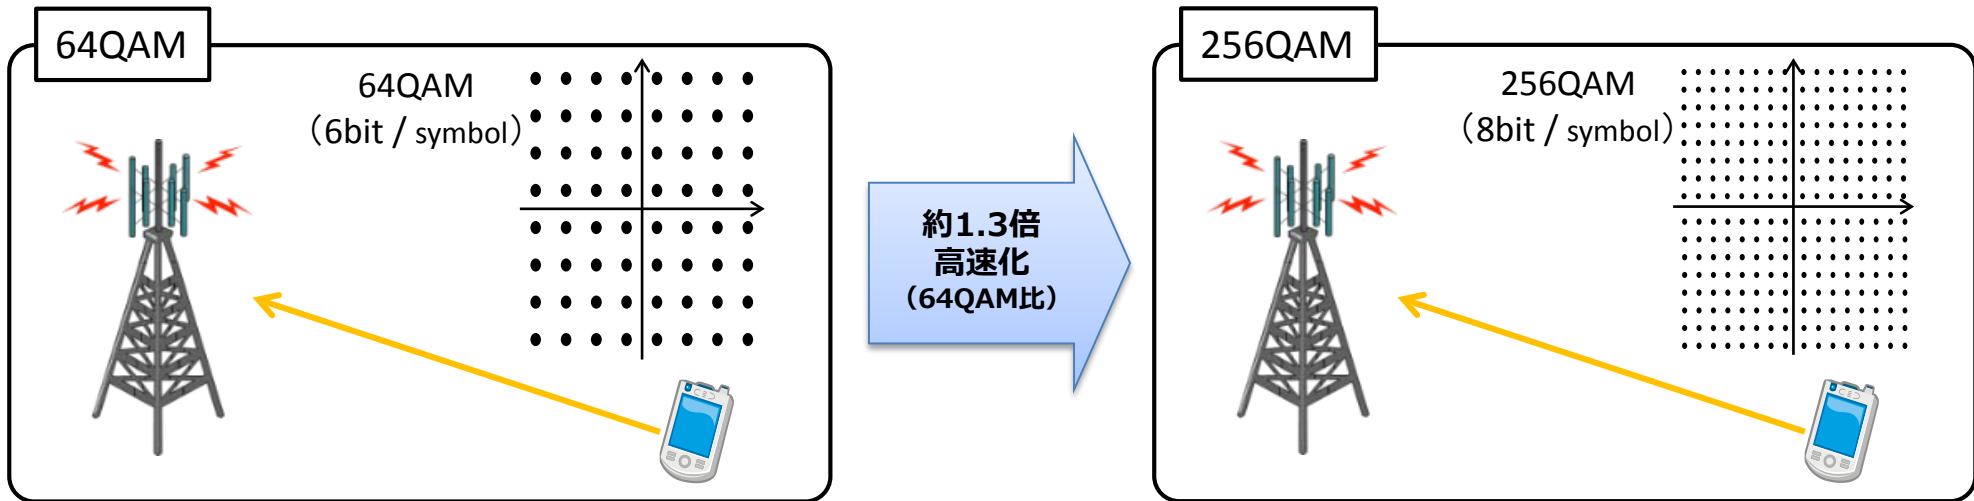 64QAM
64QAM
（6bit / symbol）
約1.3倍
高速化
（64QAM比）
256QAM
256QAM
（8bit / symbol）